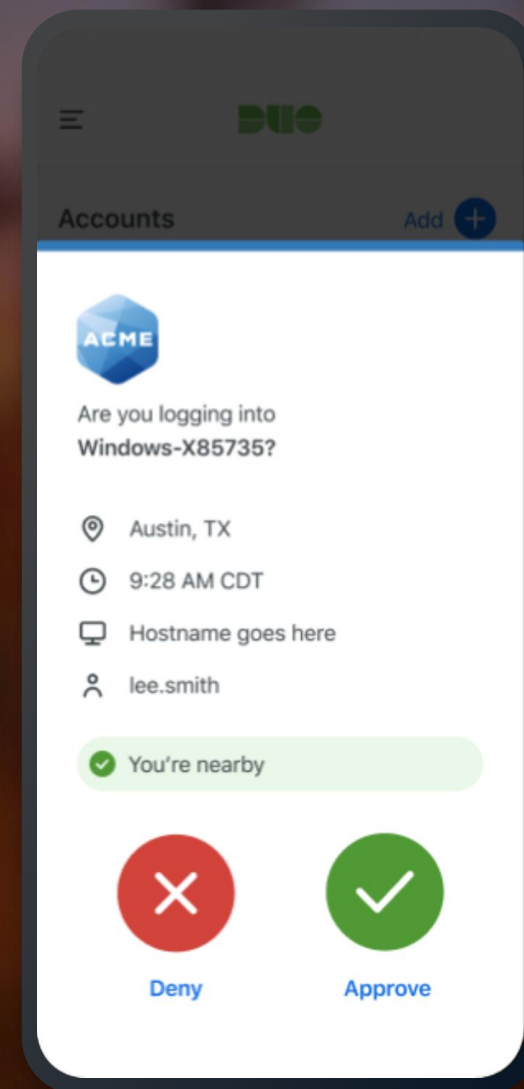 DUO
Accounts
Add
ACME
Are you logging into
Windows-X85735?
Austin, TX
9:28 AM CDT
Hostname goes here
lee.smith
You're nearby
Deny
Approve